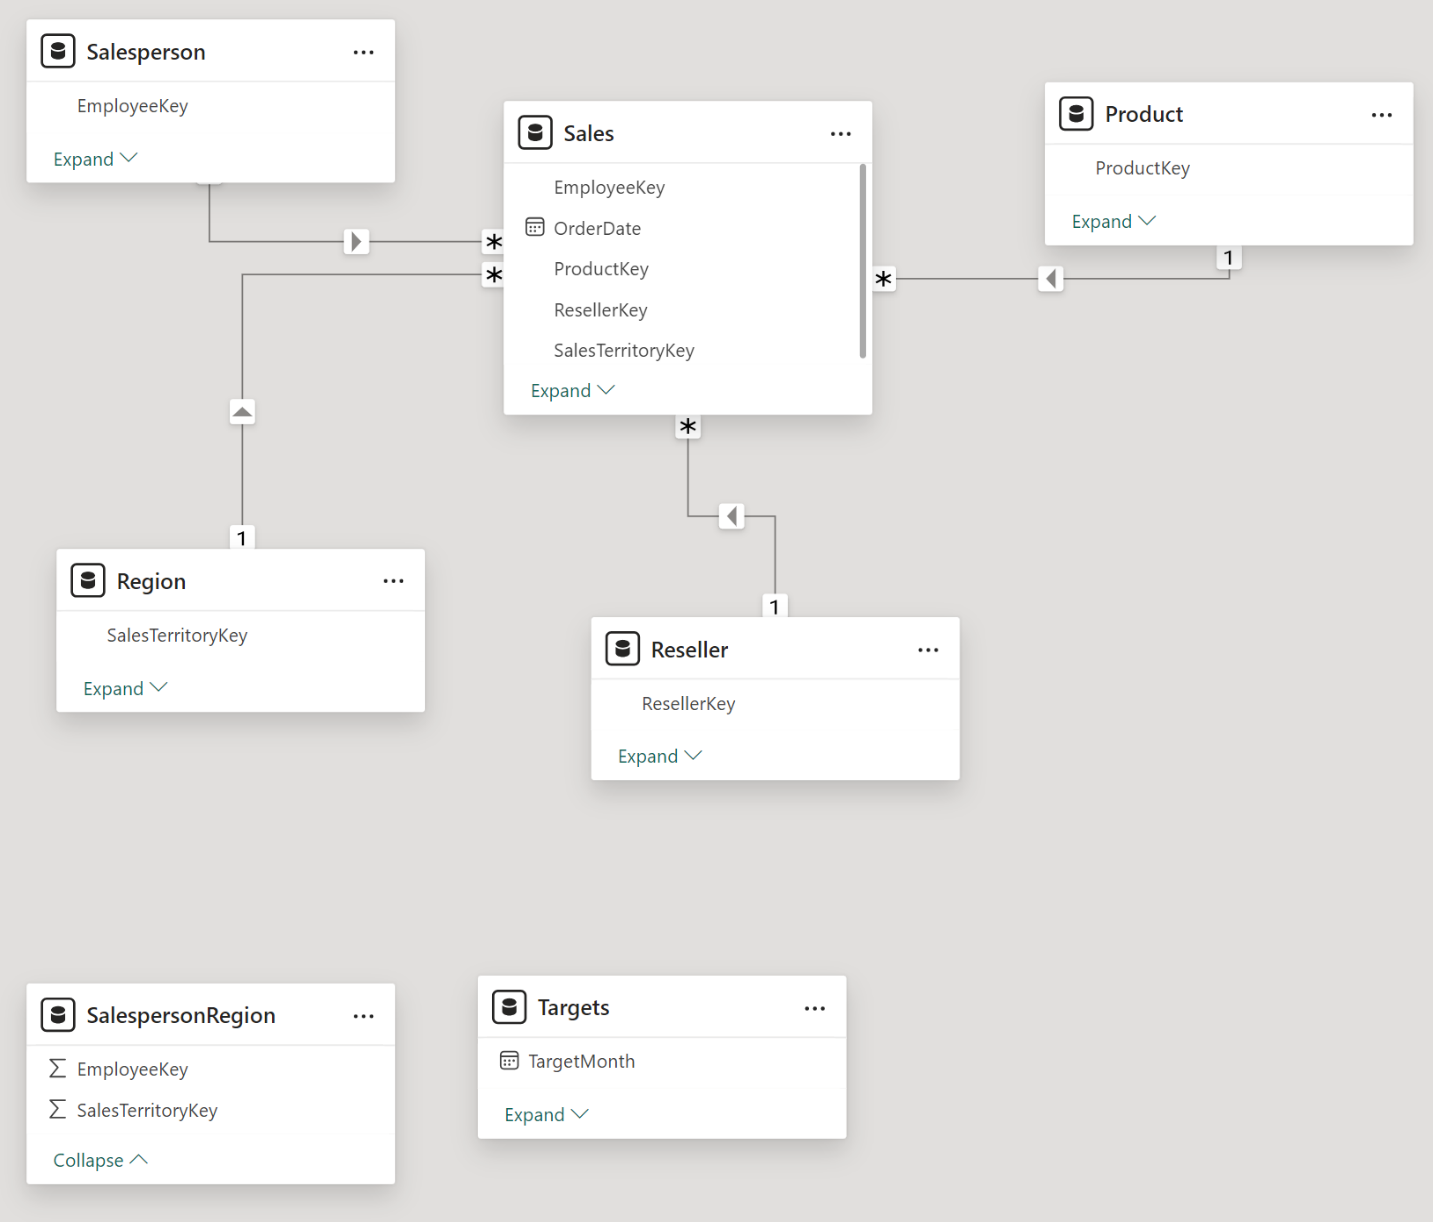 Salesperson
EmployeeKey
Expand
Sales
EmployeeKey
OrderDate
ProductKey
ResellerKey
SalesTerritoryKey
Expand
Product
ProductKey
Expand
*
*
*
1
*
1
Region
SalesTerritoryKey
Expand
1
Reseller
ResellerKey
Expand
SalespersonRegion
EmployeeKey
SalesTerritoryKey
Collapse
Targets
TargetMonth
Expand